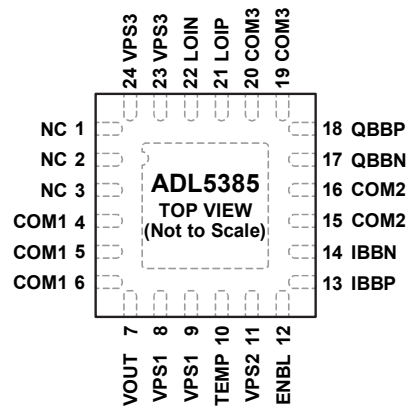 24 VPS3
23 VPS3
22 LOIN
21 LOIP
20 COM3
19 COM3
NC 1
NC 2
NC 3
COM1 4
COM1 5
COM1 6
ADL5385
TOP VIEW
(Not to Scale)
18 QBBP
17 QBBN
16 COM2
15 COM2
14 IBBN
13 IBBP
VOUT 7
VPS1 8
VPS1 9
TEMP 10
VPS2 11
ENBL 12